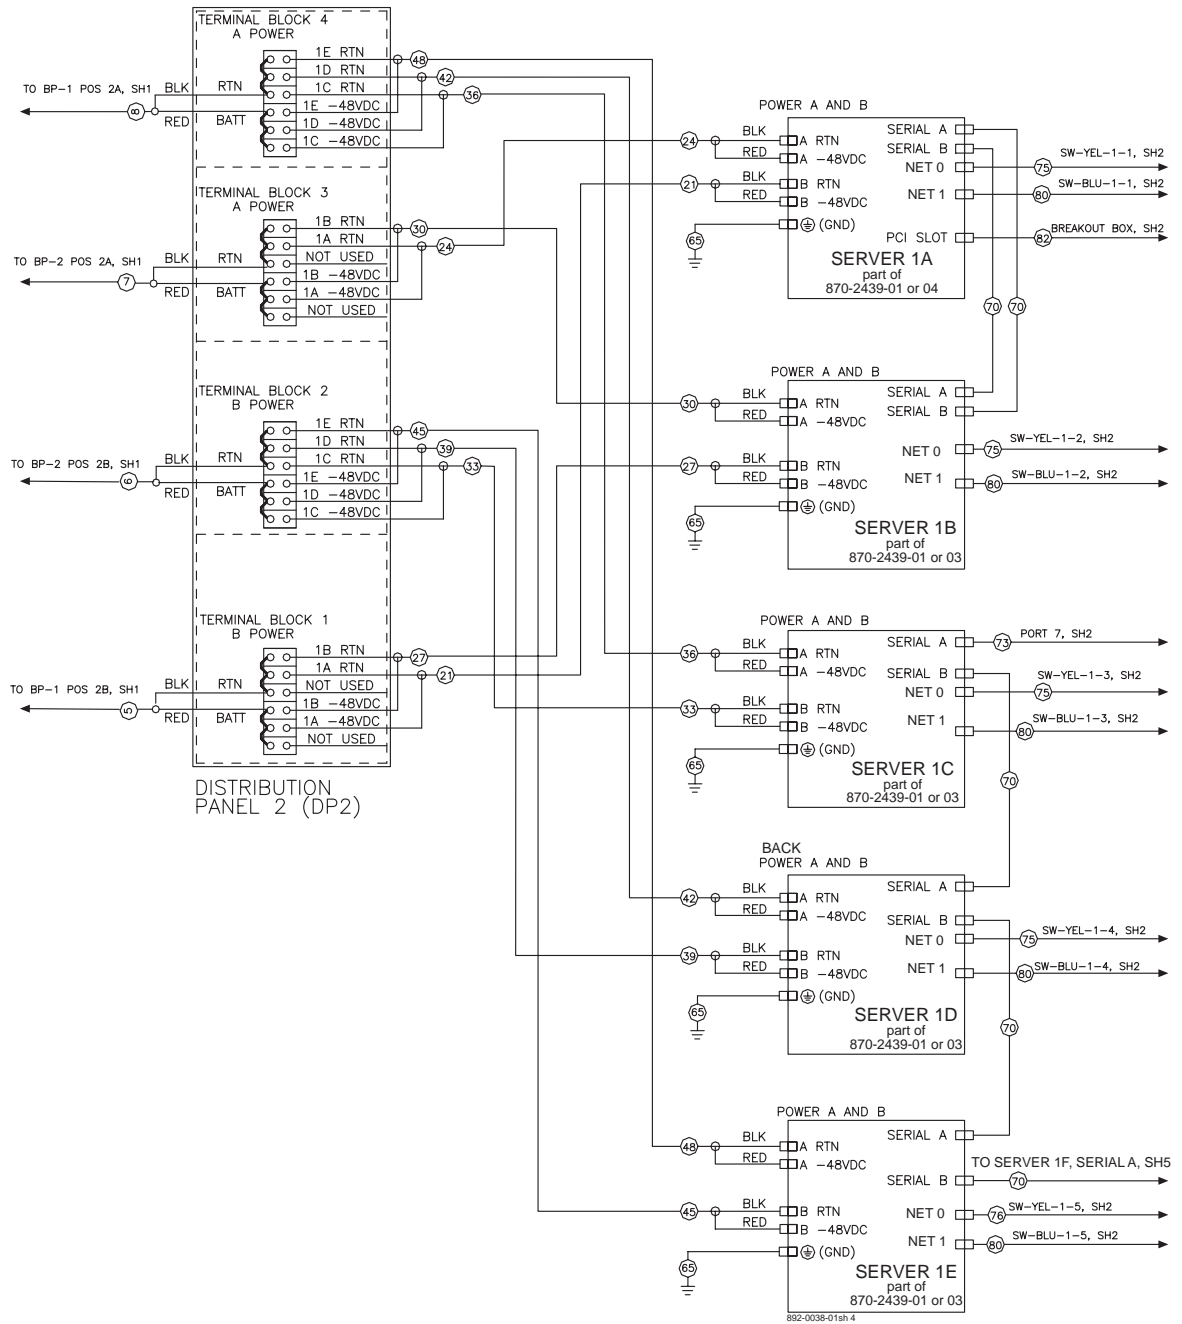 TERMINAL BLOCK 4
A POWER
1E RTN
48
1D RTN
42
1C RTN
36
1E -48VDC
1D -48VDC
1C -48VDC
TO BP-1 POS 2A, SH1
BLK
RTN
8
RED
BATT
TERMINAL BLOCK 3
A POWER
1B RTN
30
1A RTN
24
NOT USED
1B -48VDC
1A -48VDC
NOT USED
TO BP-2 POS 2A, SH1
BLK
RTN
7
RED
BATT
TERMINAL BLOCK 2
B POWER
1E RTN
45
1D RTN
39
1C RTN
33
1E -48VDC
1D -48VDC
1C -48VDC
TO BP-2 POS 2B, SH1
BLK
RTN
6
RED
BATT
TERMINAL BLOCK 1
B POWER
1B RTN
27
1A RTN
21
NOT USED
1B -48VDC
1A -48VDC
NOT USED
TO BP-1 POS 2B, SH1
BLK
RTN
5
RED
BATT
DISTRIBUTION
PANEL 2 (DP2)
POWER A AND B
24
BLK
A RTN
RED
A -48VDC
21
BLK
B RTN
RED
B -48VDC
65
(GND)
SERIAL A
SERIAL B
NET 0
75
SW-YEL-1-1, SH2
NET 1
80
SW-BLU-1-1, SH2
PCI SLOT
82
BREAKOUT BOX, SH2
SERVER 1A
part of
870-2439-01 or 04
70
70
POWER A AND B
30
BLK
A RTN
RED
A -48VDC
27
BLK
B RTN
RED
B -48VDC
65
(GND)
SERIAL A
SERIAL B
NET 0
75
SW-YEL-1-2, SH2
NET 1
80
SW-BLU-1-2, SH2
SERVER 1B
part of
870-2439-01 or 03
POWER A AND B
36
BLK
A RTN
RED
A -48VDC
33
BLK
B RTN
RED
B -48VDC
65
(GND)
SERIAL A
73
PORT 7, SH2
SERIAL B
NET 0
75
SW-YEL-1-3, SH2
NET 1
80
SW-BLU-1-3, SH2
SERVER 1C
part of
870-2439-01 or 03
70
BACK
POWER A AND B
42
BLK
A RTN
RED
A -48VDC
39
BLK
B RTN
RED
B -48VDC
65
(GND)
SERIAL A
SERIAL B
NET 0
75
SW-YEL-1-4, SH2
NET 1
80
SW-BLU-1-4, SH2
SERVER 1D
part of
870-2439-01 or 03
70
POWER A AND B
48
BLK
A RTN
RED
A -48VDC
45
BLK
B RTN
RED
B -48VDC
65
(GND)
SERIAL A
TO SERVER 1F, SERIAL A, SH5
SERIAL B
70
NET 0
76
SW-YEL-1-5, SH2
NET 1
80
SW-BLU-1-5, SH2
SERVER 1E
part of
870-2439-01 or 03
892-0038-01sh 4